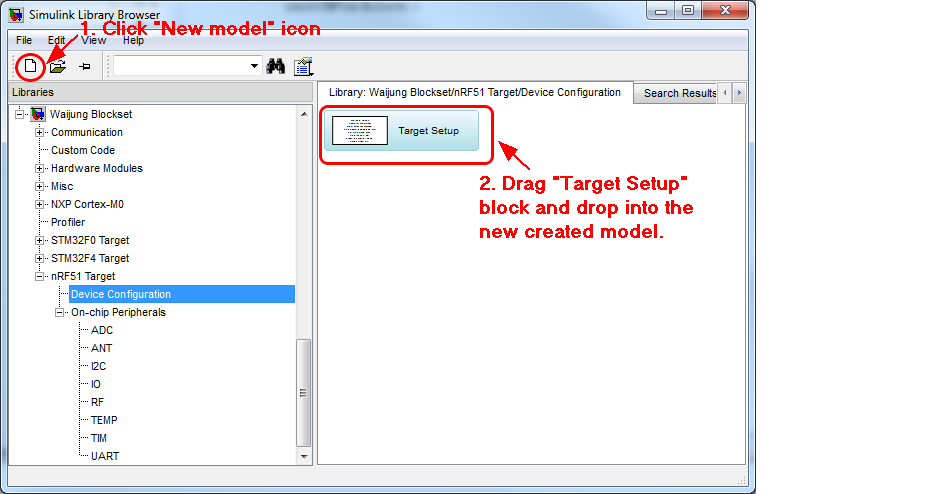 Simulink Library Browser
1. Click "New model" icon
File Edit View Help
Libraries
Library: Waijung Blockset/nRF51 Target/Device Configuration
Search Results
Waijung Blockset
Communication
Custom Code
Hardware Modules
Misc
NXP Cortex-M0
Profiler
STM32F0 Target
STM32F4 Target
nRF51 Target
Device Configuration
On-chip Peripherals
ADC
ANT
I2C
IO
RF
TEMP
TIM
UART
Target Setup
2. Drag "Target Setup"
block and drop into the
new created model.